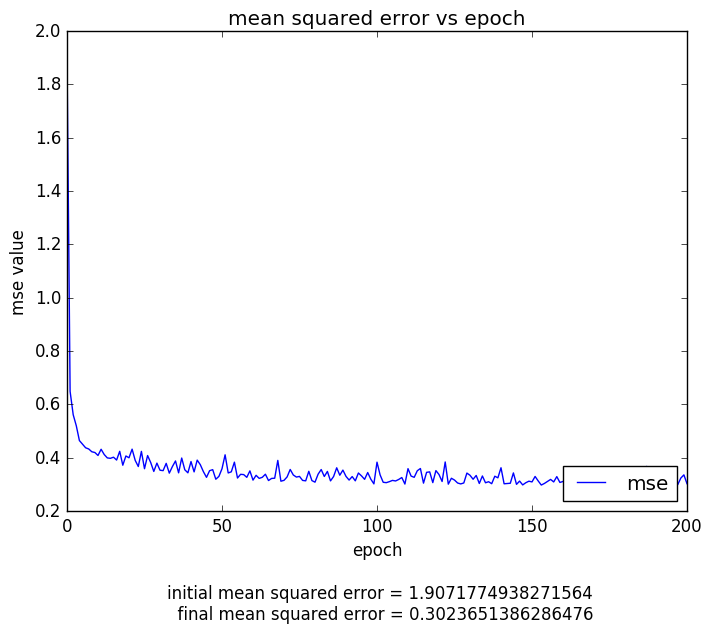 mean squared error vs epoch
2.0
1.8
1.6
1.4
1.2
1.0
0.8
0.6
0.4
0.2
mse value
mse
0 50 100 150 200
epoch
initial mean squared error = 1.9071774938271564
final mean squared error = 0.3023651386286476